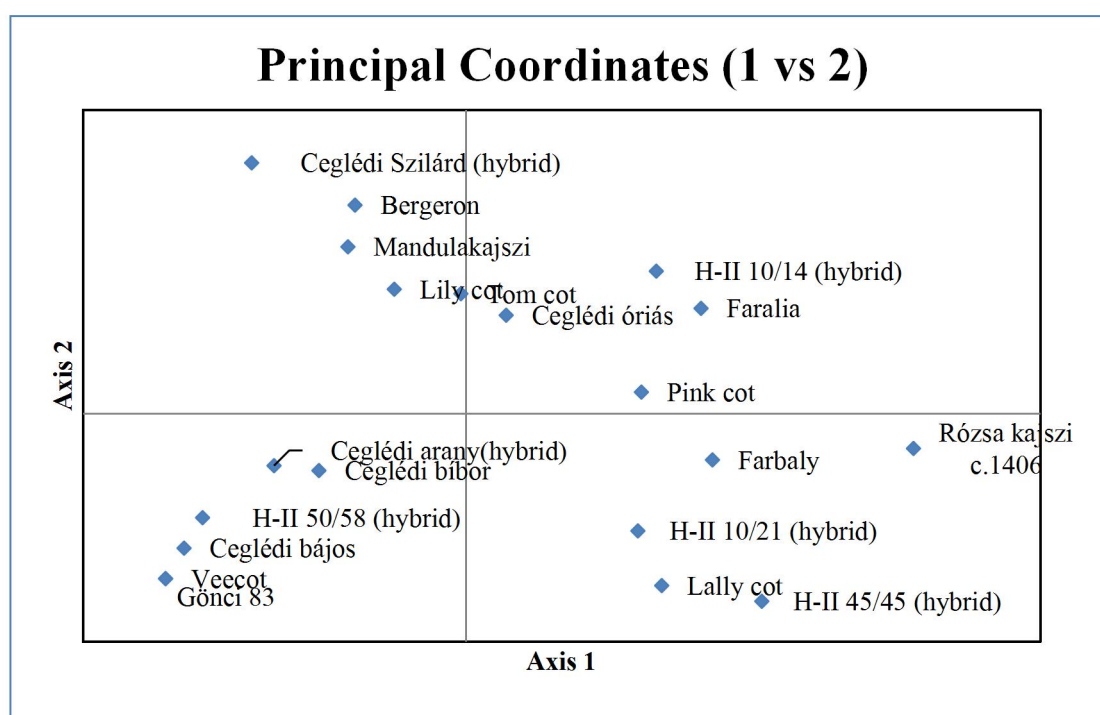 Principal Coordinates (1 vs 2)
Ceglédi Szilárd (hybrid)
Bergeron
Mandulakajszi
H-II 10/14 (hybrid)
Lily cot
Tom cot
Faralia
Ceglédi óriás
Pink cot
Axis 2
Rózsa kajszi
c.1406
Ceglédi arany(hybrid)
Farbaly
Ceglédi bíbor
H-II 50/58 (hybrid)
H-II 10/21 (hybrid)
Ceglédi bájos
Veecot
Lally cot
Gönci 83
H-II 45/45 (hybrid)
Axis 1